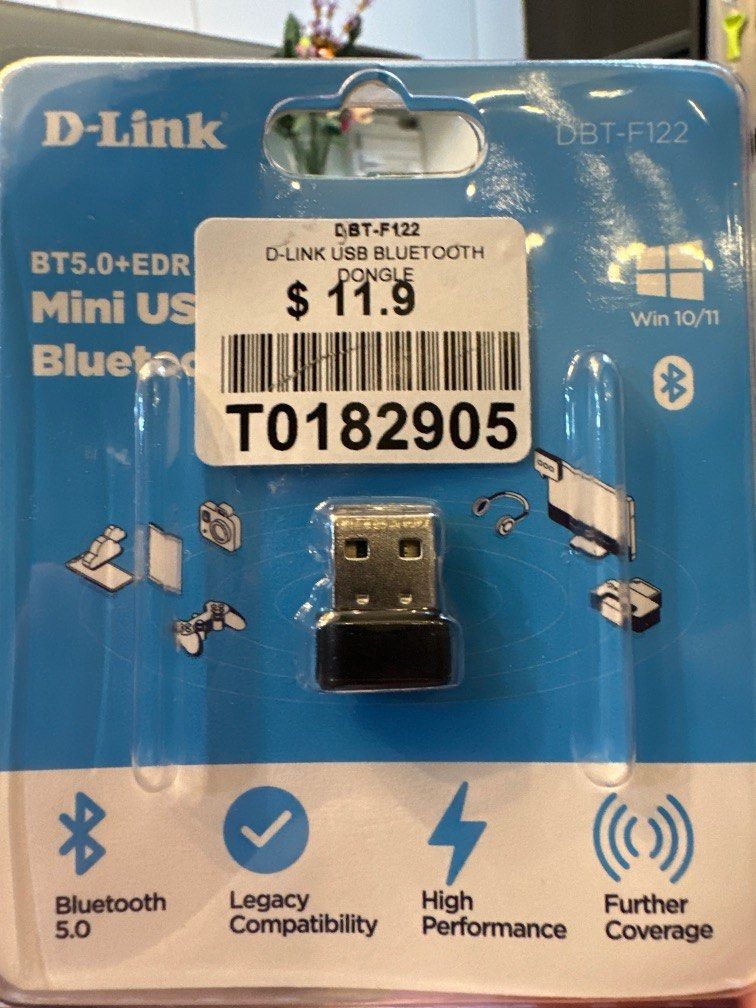 D-Link
DBT-F122
DBT-F122
D-LINK USB BLUETOOTH
DONGLE
$ 11.9
T0182905
BT5.0+EDR
Mini US
Bluetoo
Win 10/11
Bluetooth
5.0
Legacy
Compatibility
High
Performance
Further
Coverage